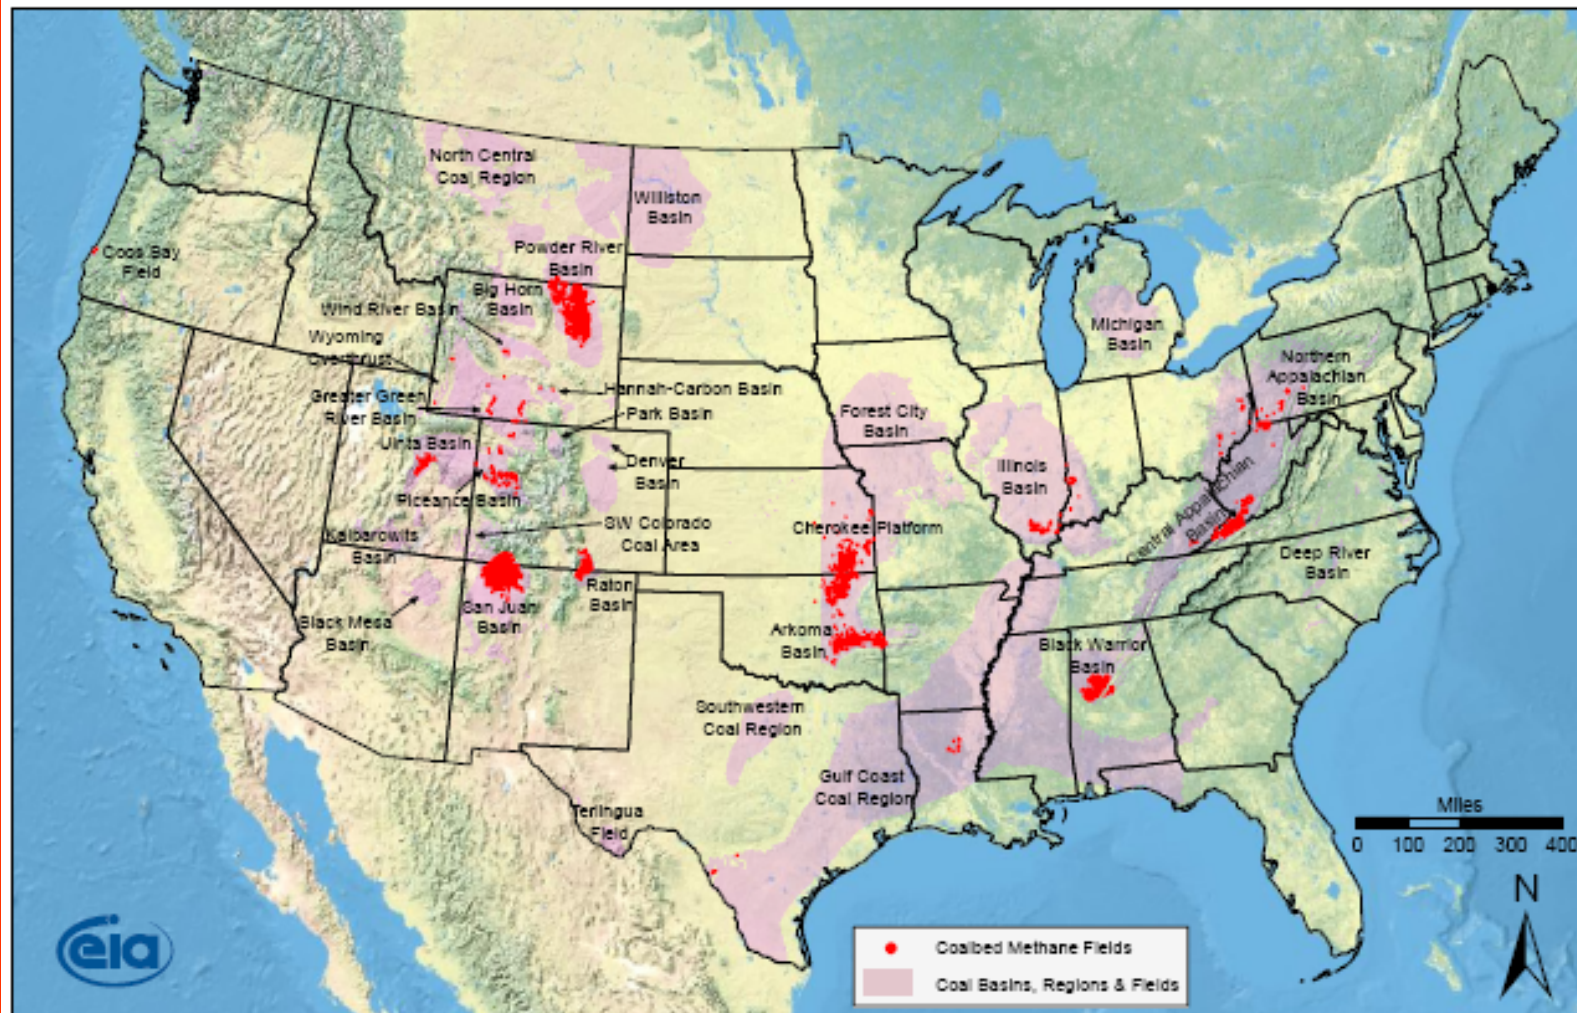 North Central
Coal Region
Williston
Basin
Coos Bay
Field
Powder River
Basin
Big Horn
Basin
Wind River Basin
Wyoming
Overthrust
Michigan
Basin
Northern
Appalachian
Basin
Hannah-Carbon Basin
Greater Green
River Basin
Park Basin
Forest City
Basin
Uinta Basin
Denver
Basin
Illinois
Basin
Piceance Basin
Central Appalachian
Basin
SW Colorado
Coal Area
Cherokee Platform
Kaiparowits
Basin
Deep River
Basin
Raton
Basin
San Juan
Basin
Black Mesa
Basin
Arkoma
Basin
Black Warrior
Basin
Southwestern
Coal Region
Gulf Coast
Coal Region
Terlingua
Field
Miles
0 100 200 300 400
N
eia
Coalbed Methane Fields
Coal Basins, Regions & Fields